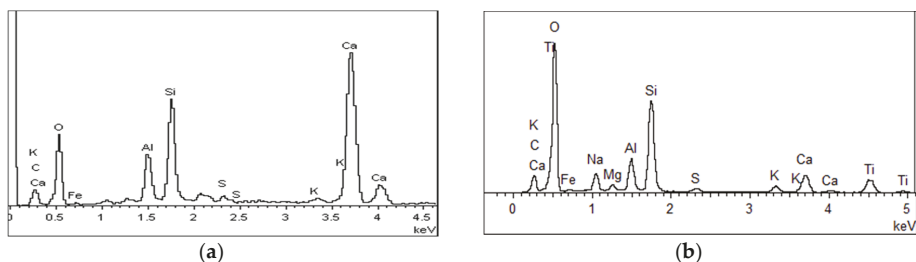 Ca
Si
O
Al
K
C
Ca
Fe
S
S
K
K
Ca
0 0.5 1 1.5 2 2.5 3 3.5 4 4.5
keV
(a)
O
Ti
Si
K
C
Ca
Fe
Na
Mg
Al
S
K
K
Ca
Ca
Ti
Ti
0 1 2 3 4 5
keV
(b)